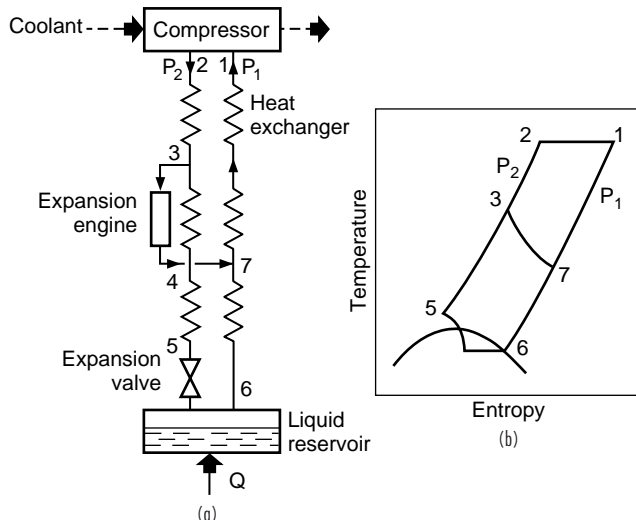 Coolant
Compressor
P2 2 1 P1
Heat
exchanger
3
Expansion
engine
4
7
5
Expansion
valve
6
Liquid
reservoir
Q
(a)
Temperature
2 1
P2
P1
3
7
5
6
Entropy
(b)